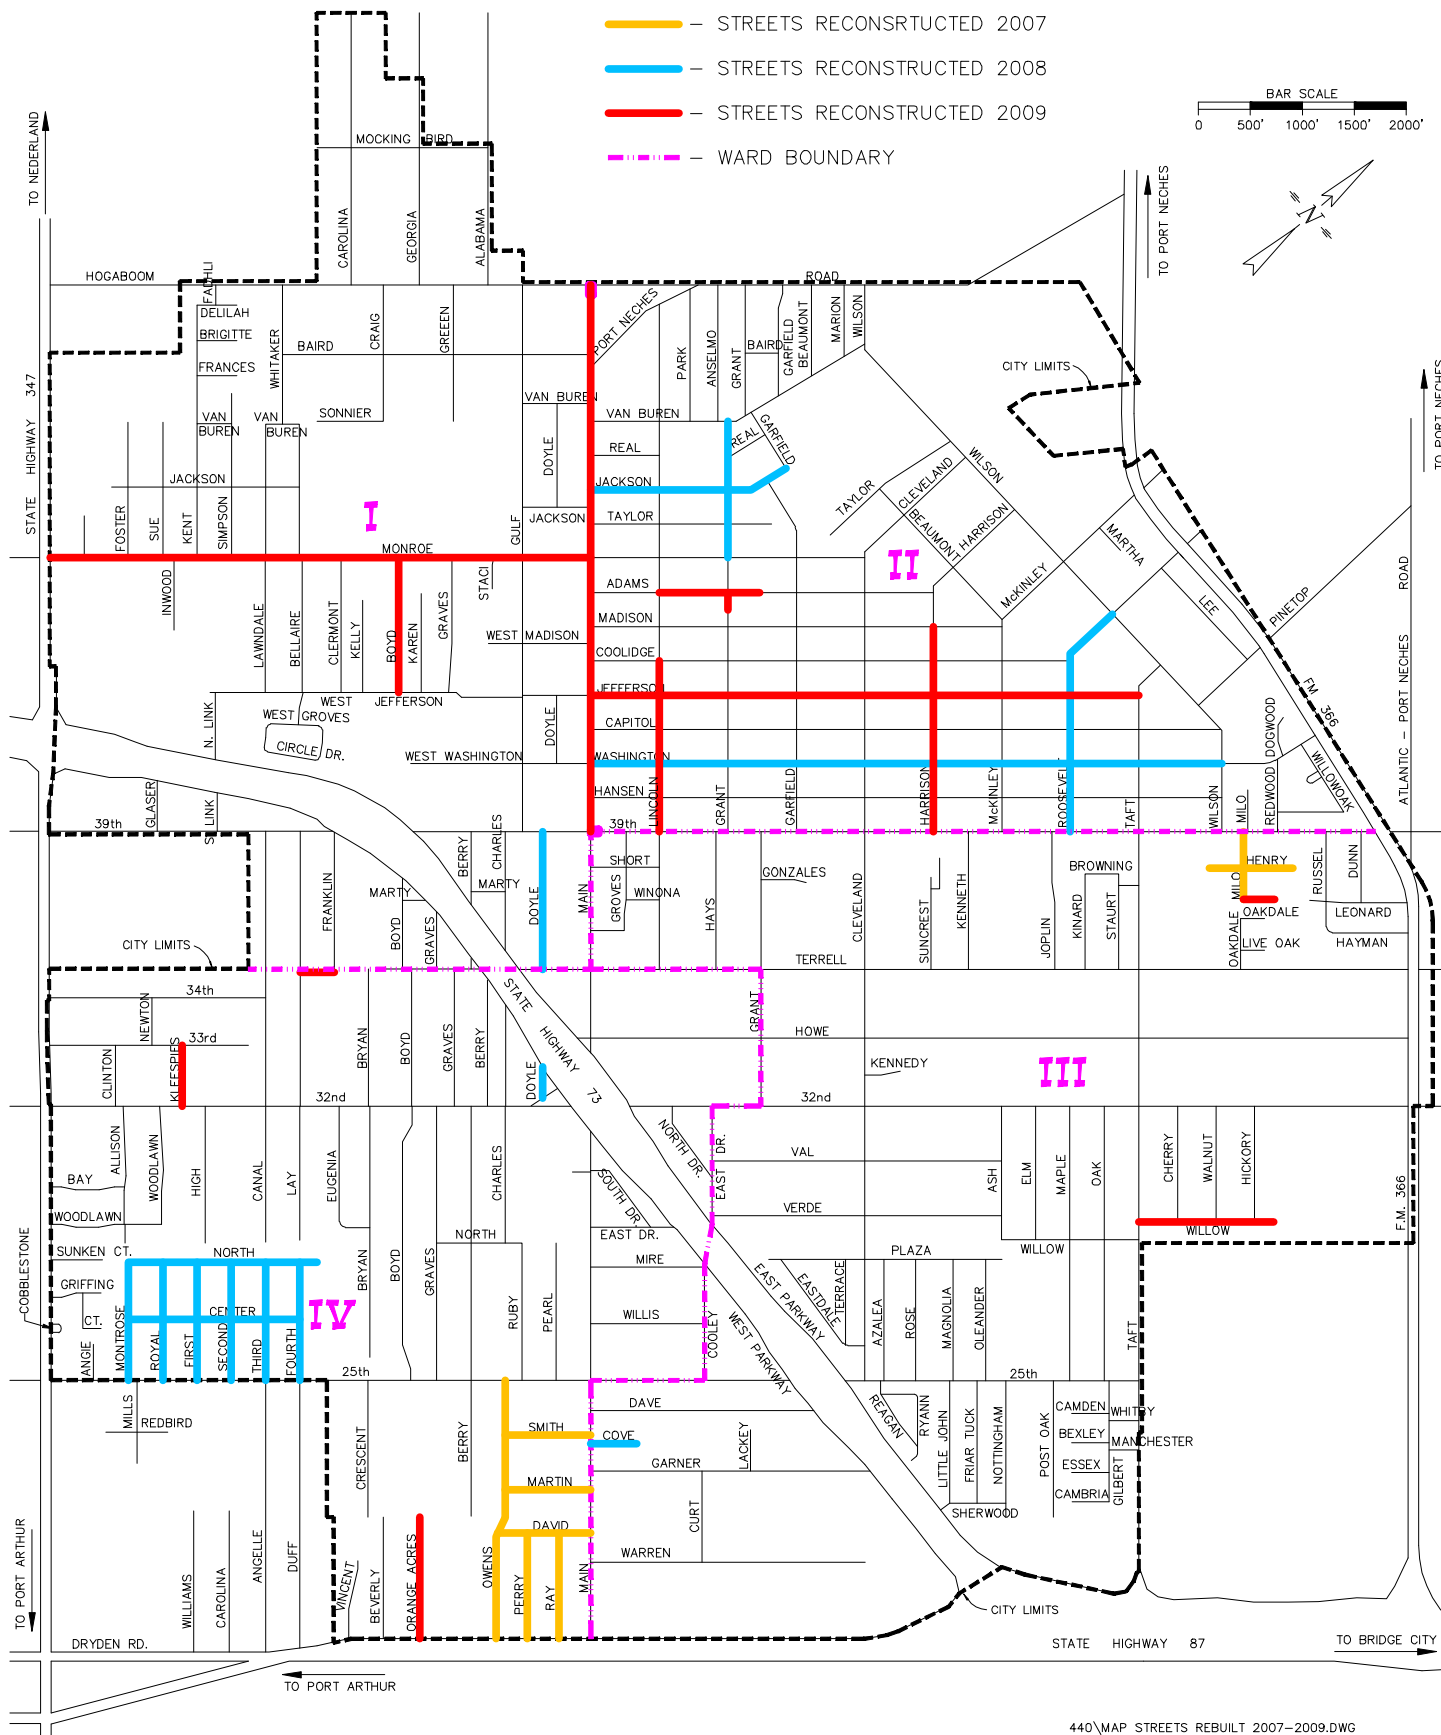 — STREETS RECONSRTUCTED 2007
— STREETS RECONSTRUCTED 2008
— STREETS RECONSTRUCTED 2009
— WARD BOUNDARY
BAR SCALE
0 500' 1000' 1500' 2000'
N
TO NEDERLAND
TO PORT NECHES
TO PORT NECHES
MOCKING BIRD
CAROLINA
GEORGIA
ALABAMA
HOGABOOM
ROAD
FADHLI
DELILAH
BRIGITTE
FRANCES
WHITAKER
BAIRD
CRAIG
GREEEN
PORT NECHES
PARK
ANSELMO
GRANT
BAIRD
GARFIELD
BEAUMONT
MARION
WILSON
CITY LIMITS
STATE HIGHWAY 347
VAN BUREN
VAN BUREN
SONNIER
VAN BUREN
VAN BUREN
REAL
REAL
GARFIELD
DOYLE
JACKSON
JACKSON
JACKSON
TAYLOR
FOSTER
SUE
KENT
SIMPSON
GULF
I
II
TAYLOR
CLEVELAND
BEAUMONT
HARRISON
WILSON
MARTHA
McKINLEY
LEE
PINETOP
MONROE
ADAMS
MADISON
COOLIDGE
JEFFERSON
CAPITOL
WASHINGTON
HANSEN
INWOOD
LAWNDALE
BELLAIRE
CLERMONT
KELLY
BOYD
KAREN
GRAVES
STACI
WEST MADISON
WEST JEFFERSON
N. LINK
WEST GROVES
CIRCLE DR.
WEST WASHINGTON
DOYLE
GLASER
S. LINK
39th
39th
LINCOLN
GRANT
GARFIELD
HARRISON
McKINLEY
ROOSEVELT
TAFT
WILSON
MILO
REDWOOD
DOGWOOD
WILLOWOAK
FM 366
ATLANTIC — PORT NECHES ROAD
FRANKLIN
MARTY
BOYD
GRAVES
BERRY
CHARLES
MARTY
DOYLE
MAIN
SHORT
GROVES
WINONA
HAYS
GONZALES
CLEVELAND
SUNCREST
KENNETH
JOPLIN
KINARD
BROWNING
STAURT
HENRY
MILO
OAKDALE
OAKDALE
LIVE OAK
RUSSEL
DUNN
LEONARD
HAYMAN
CITY LIMITS
TERRELL
34th
NEWTON
33rd
CLINTON
KLEESPIES
BRYAN
BOYD
GRAVES
BERRY
DOYLE
STATE HIGHWAY 73
GRANT
HOWE
KENNEDY
III
32nd
32nd
ALLISON
WOODLAWN
HIGH
CANAL
LAY
EUGENIA
CHARLES
BAY
WOODLAWN
NORTH DR.
SOUTH DR.
EAST DR.
EAST DR.
VAL
VERDE
ASH
ELM
MAPLE
OAK
CHERRY
WALNUT
HICKORY
WILLOW
WILLOW
F.M. 366
COBBLESTONE
SUNKEN CT.
GRIFFING
CT.
ANGIE
NORTH
CENTER
MONTROSE
ROYAL
FIRST
SECOND
THIRD
FOURTH
IV
BRYAN
BOYD
GRAVES
NORTH
RUBY
PEARL
MIRE
WILLIS
COOLEY
EAST PARKWAY
WEST PARKWAY
PLAZA
EASTDALE
TERRACE
AZALEA
ROSE
MAGNOLIA
OLEANDER
TAFT
25th
25th
MILLS
REDBIRD
CRESCENT
BERRY
SMITH
MARTIN
DAVID
DAVE
COVE
GARNER
LACKEY
CURT
WARREN
REAGAN
RYANN
LITTLE JOHN
FRIAR TUCK
NOTTINGHAM
SHERWOOD
POST OAK
CAMDEN
WHITBY
BEXLEY
MANCHESTER
ESSEX
CAMBRIA
GILBERT
WILLIAMS
CAROLINA
ANGELLE
DUFF
VINCENT
BEVERLY
ORANGE ACRES
OWENS
PERRY
RAY
MAIN
TO PORT ARTHUR
DRYDEN RD.
CITY LIMITS
STATE HIGHWAY 87
TO BRIDGE CITY
TO PORT ARTHUR
440\MAP STREETS REBUILT 2007—2009.DWG